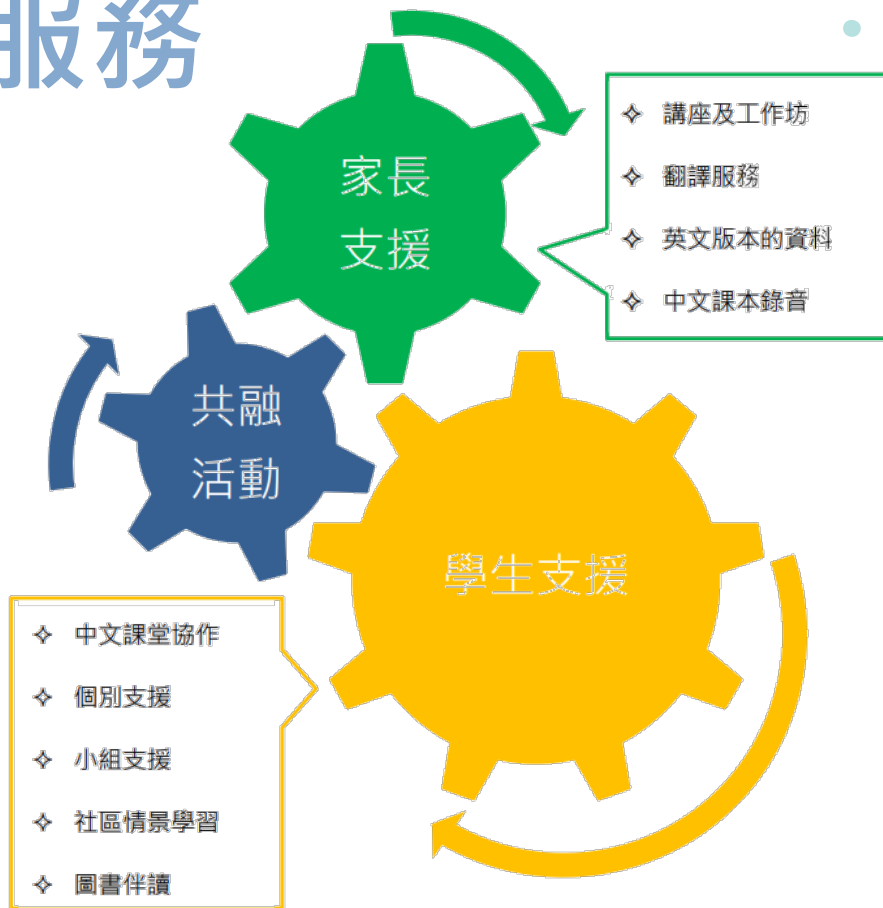 服務
家長
支援
✧ 講座及工作坊
✧ 翻譯服務
✧ 英文版本的資料
✧ 中文課本錄音
共融
活動
學生支援
✧ 中文課堂協作
✧ 個別支援
✧ 小組支援
✧ 社區情景學習
✧ 圖書伴讀